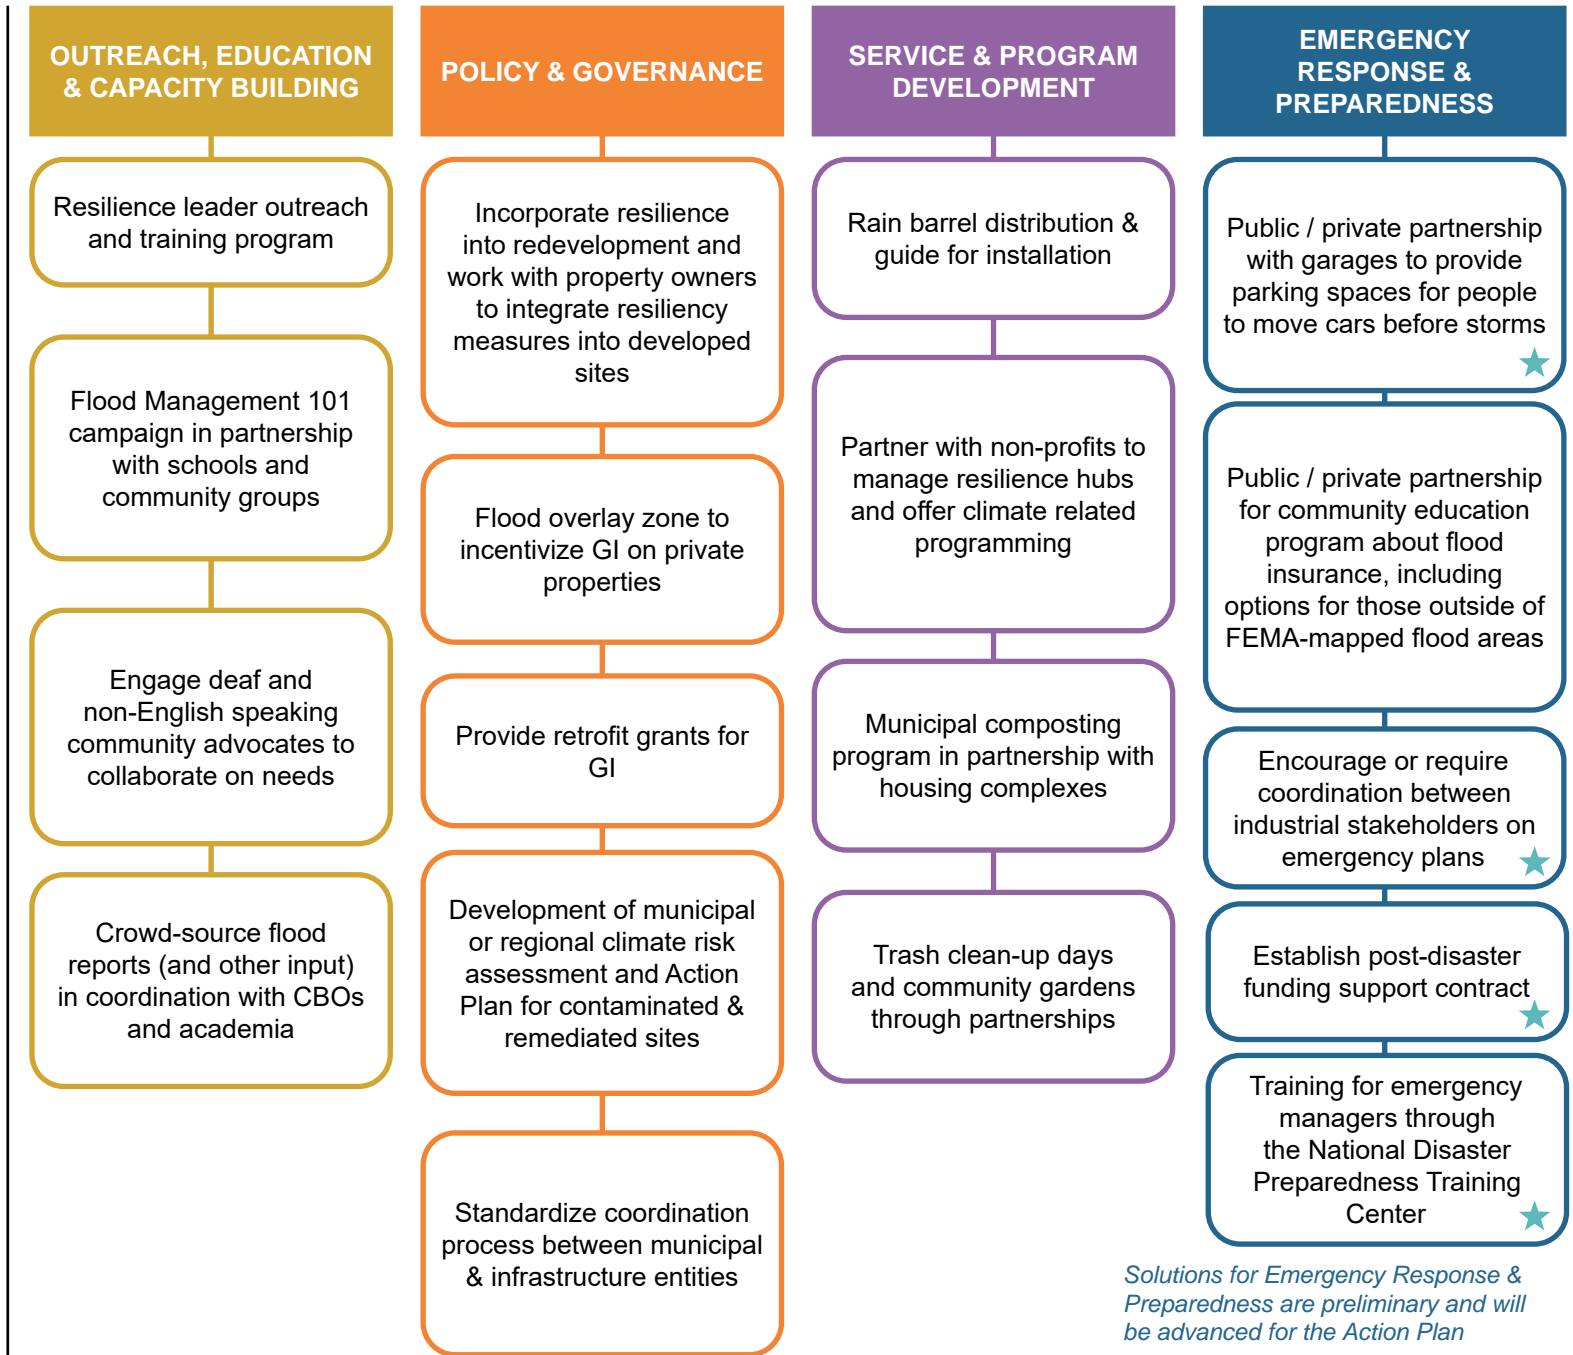 OUTREACH, EDUCATION
& CAPACITY BUILDING
Resilience leader outreach
and training program
Flood Management 101
campaign in partnership
with schools and
community groups
Engage deaf and
non-English speaking
community advocates to
collaborate on needs
Crowd-source flood
reports (and other input)
in coordination with CBOs
and academia
POLICY & GOVERNANCE
Incorporate resilience
into redevelopment and
work with property owners
to integrate resiliency
measures into developed
sites
Flood overlay zone to
incentivize GI on private
properties
Provide retrofit grants for
GI
Development of municipal
or regional climate risk
assessment and Action
Plan for contaminated &
remediated sites
Standardize coordination
process between municipal
& infrastructure entities
SERVICE & PROGRAM
DEVELOPMENT
Rain barrel distribution &
guide for installation
Partner with non-profits to
manage resilience hubs
and offer climate related
programming
Municipal composting
program in partnership with
housing complexes
Trash clean-up days
and community gardens
through partnerships
EMERGENCY
RESPONSE &
PREPAREDNESS
Public / private partnership
with garages to provide
parking spaces for people
to move cars before storms
Public / private partnership
for community education
program about flood
insurance, including
options for those outside of
FEMA-mapped flood areas
Encourage or require
coordination between
industrial stakeholders on
emergency plans
Establish post-disaster
funding support contract
Training for emergency
managers through
the National Disaster
Preparedness Training
Center
Solutions for Emergency Response &
Preparedness are preliminary and will
be advanced for the Action Plan